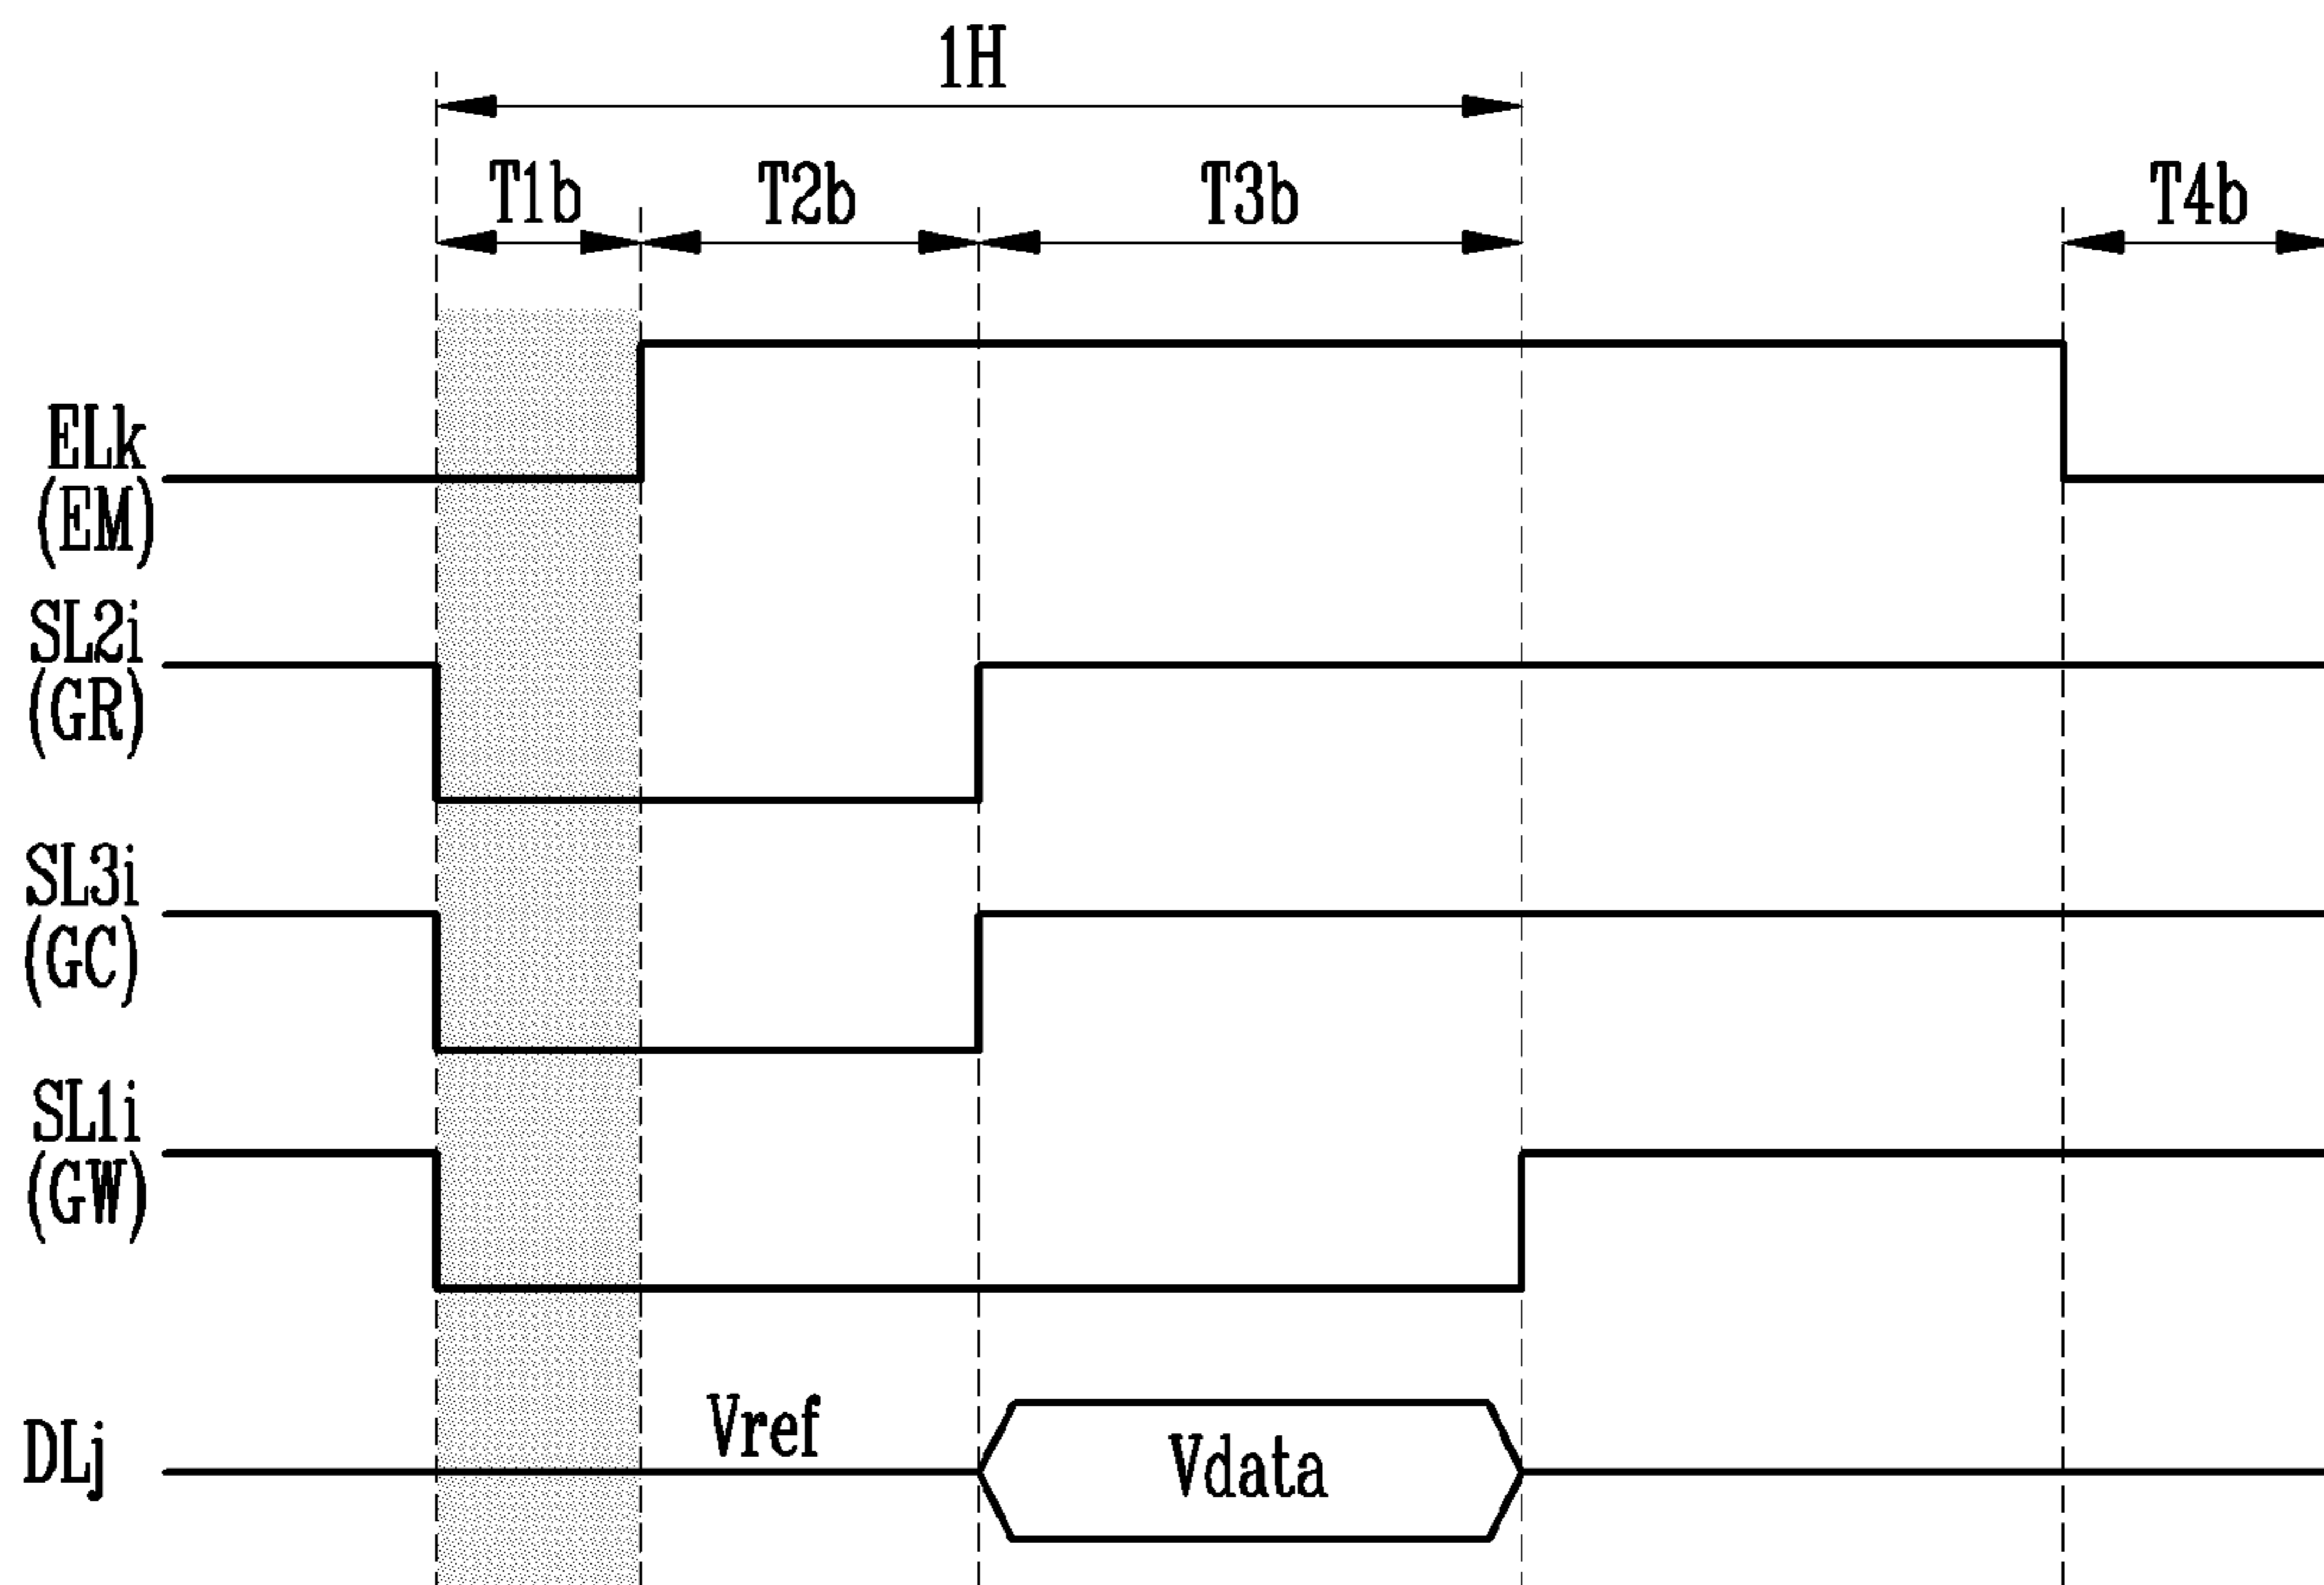 1H
T1b T2b T3b T4b
ELk
(EM)
SL2i
(GR)
SL3i
(GC)
SL1i
(GW)
Vref
DLj Vdata